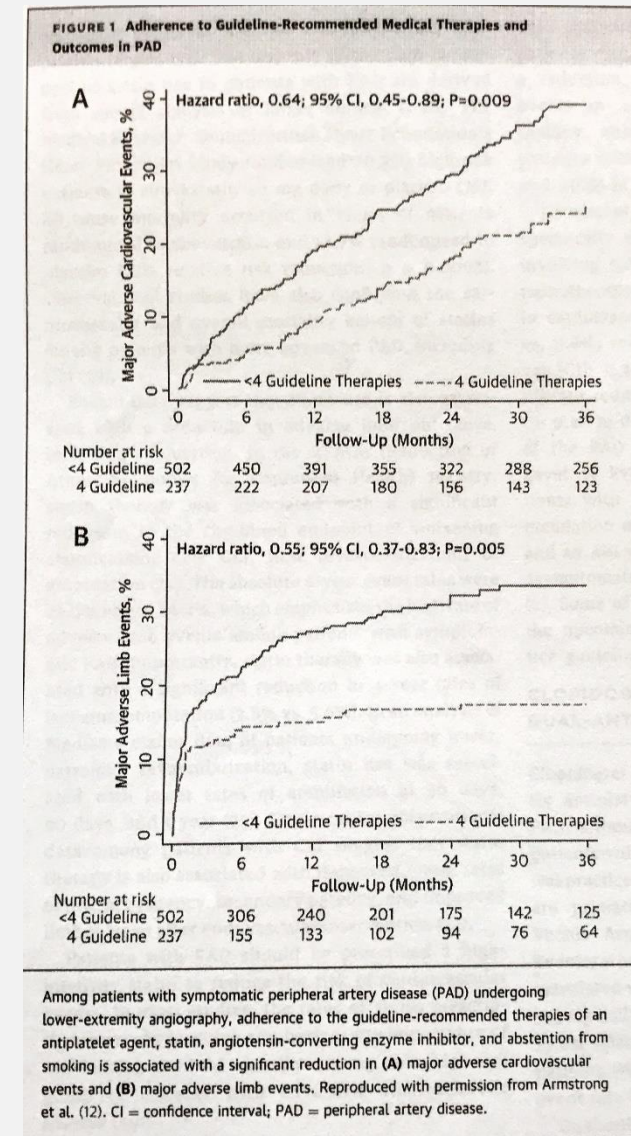 FIGURE 1 Adherence to Guideline-Recommended Medical Therapies and
Outcomes in PAD
A
Hazard ratio, 0.64; 95% CI, 0.45-0.89; P=0.009
Major Adverse Cardiovascular Events, %
40
30
20
10
0
<4 Guideline Therapies 4 Guideline Therapies
0 6 12 18 24 30 36
Follow-Up (Months)
Number at risk
<4 Guideline 502 450 391 355 322 288 256
4 Guideline 237 222 207 180 156 143 123
B
Hazard ratio, 0.55; 95% CI, 0.37-0.83; P=0.005
Major Adverse Limb Events, %
40
30
20
10
0
<4 Guideline Therapies 4 Guideline Therapies
0 6 12 18 24 30 36
Follow-Up (Months)
Number at risk
<4 Guideline 502 306 240 201 175 142 125
4 Guideline 237 155 133 102 94 76 64
Among patients with symptomatic peripheral artery disease (PAD) undergoing
lower-extremity angiography, adherence to the guideline-recommended therapies of an
antiplatelet agent, statin, angiotensin-converting enzyme inhibitor, and abstention from
smoking is associated with a significant reduction in (A) major adverse cardiovascular
events and (B) major adverse limb events. Reproduced with permission from Armstrong
et al. (12). CI = confidence interval; PAD = peripheral artery disease.